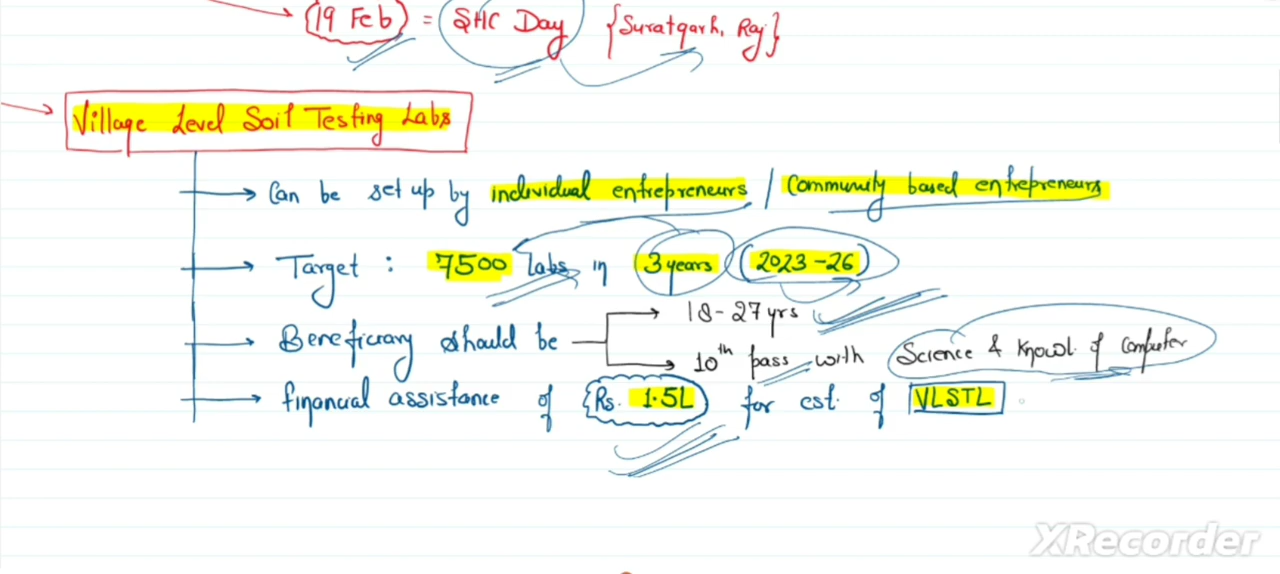 (19 Feb) = SHC Day {Suratgarh, Raj}
Village Level Soil Testing Labs
Can be set up by individual entrepreneurs / Community based entrepreneurs
Target : 7500 labs in 3 years (2023-26)
Beneficiary should be
18-27 yrs
10th pass with Science & Knowl. of Computer
financial assistance of Rs. 1.5L for est. of VLSTL
XRecorder